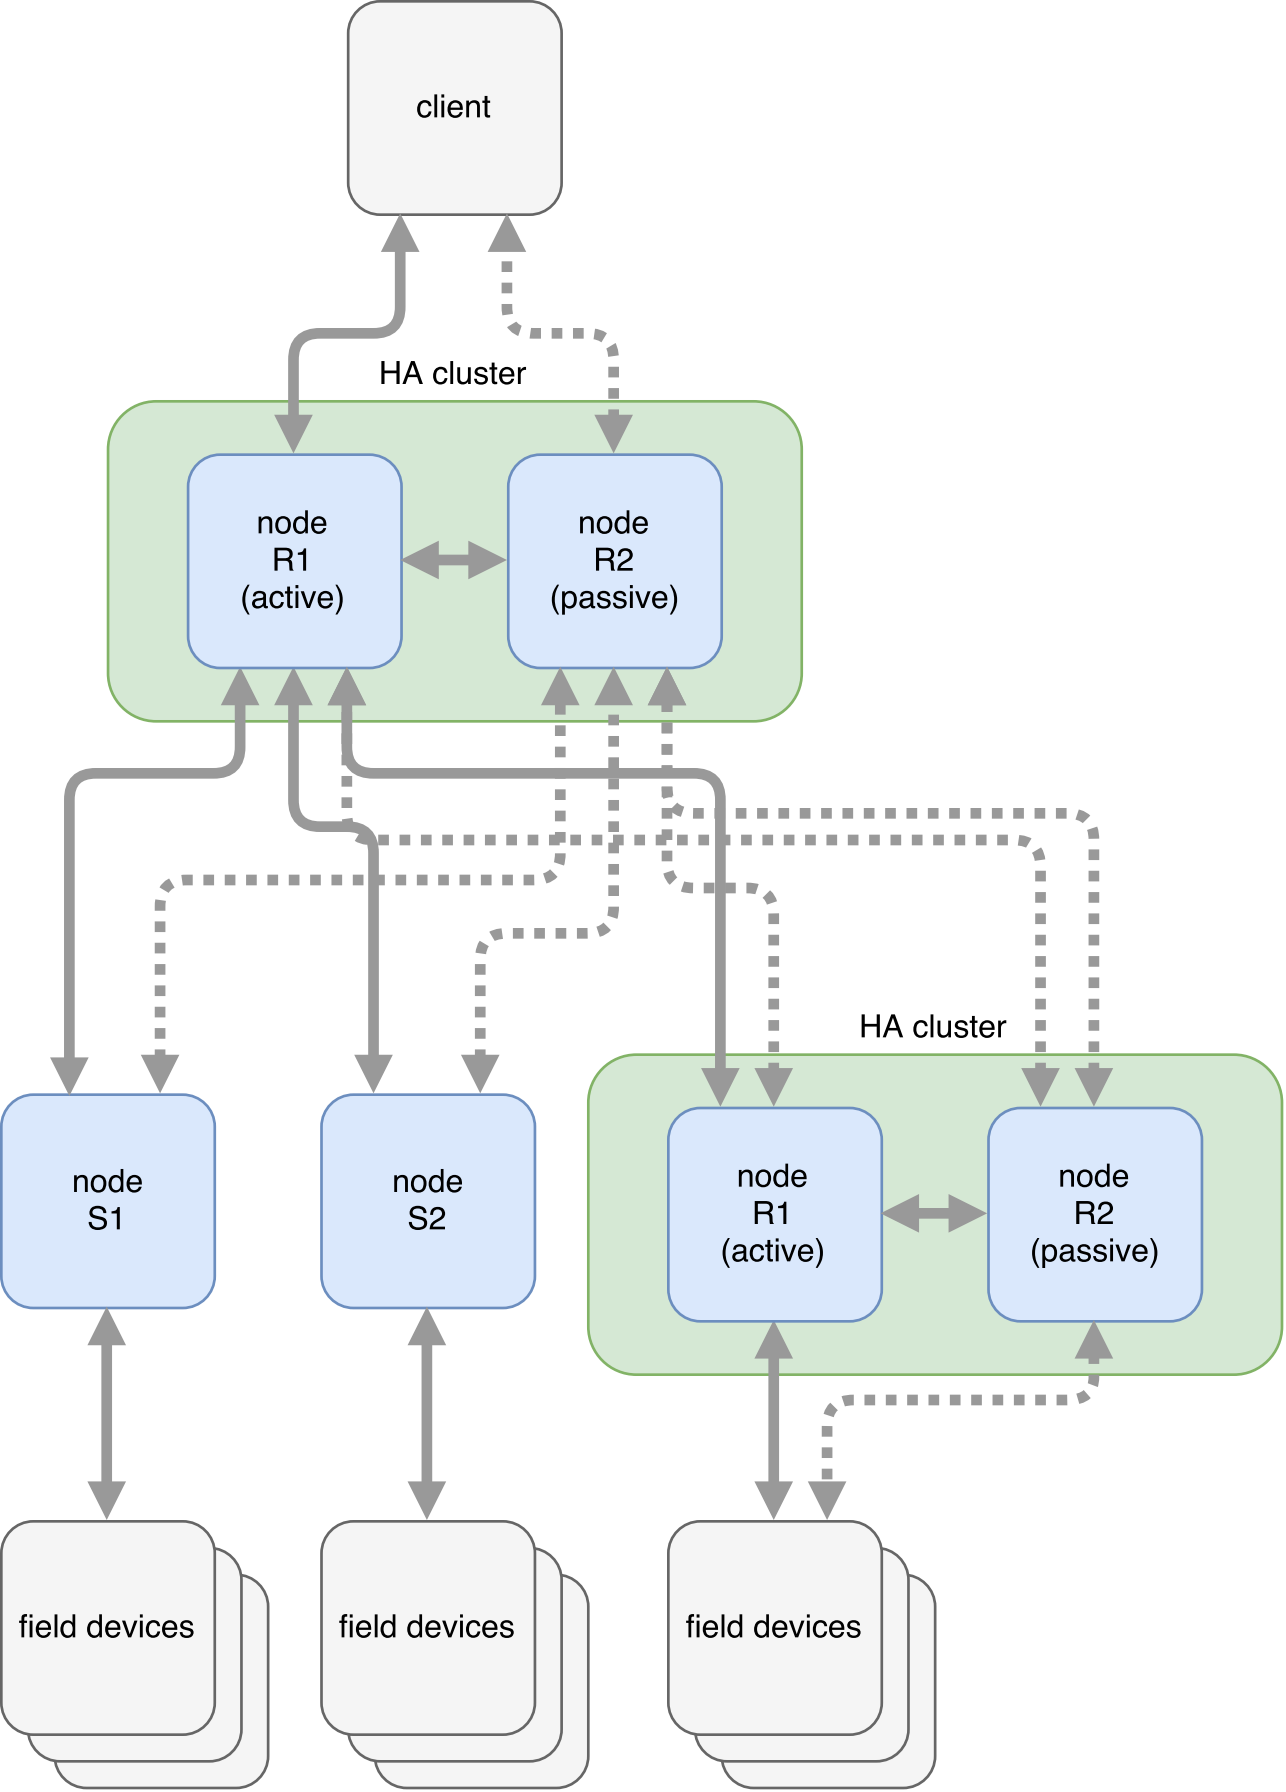 client
HA cluster
node
R1
(active)
node
R2
(passive)
HA cluster
node
S1
node
S2
node
R1
(active)
node
R2
(passive)
field devices
field devices
field devices